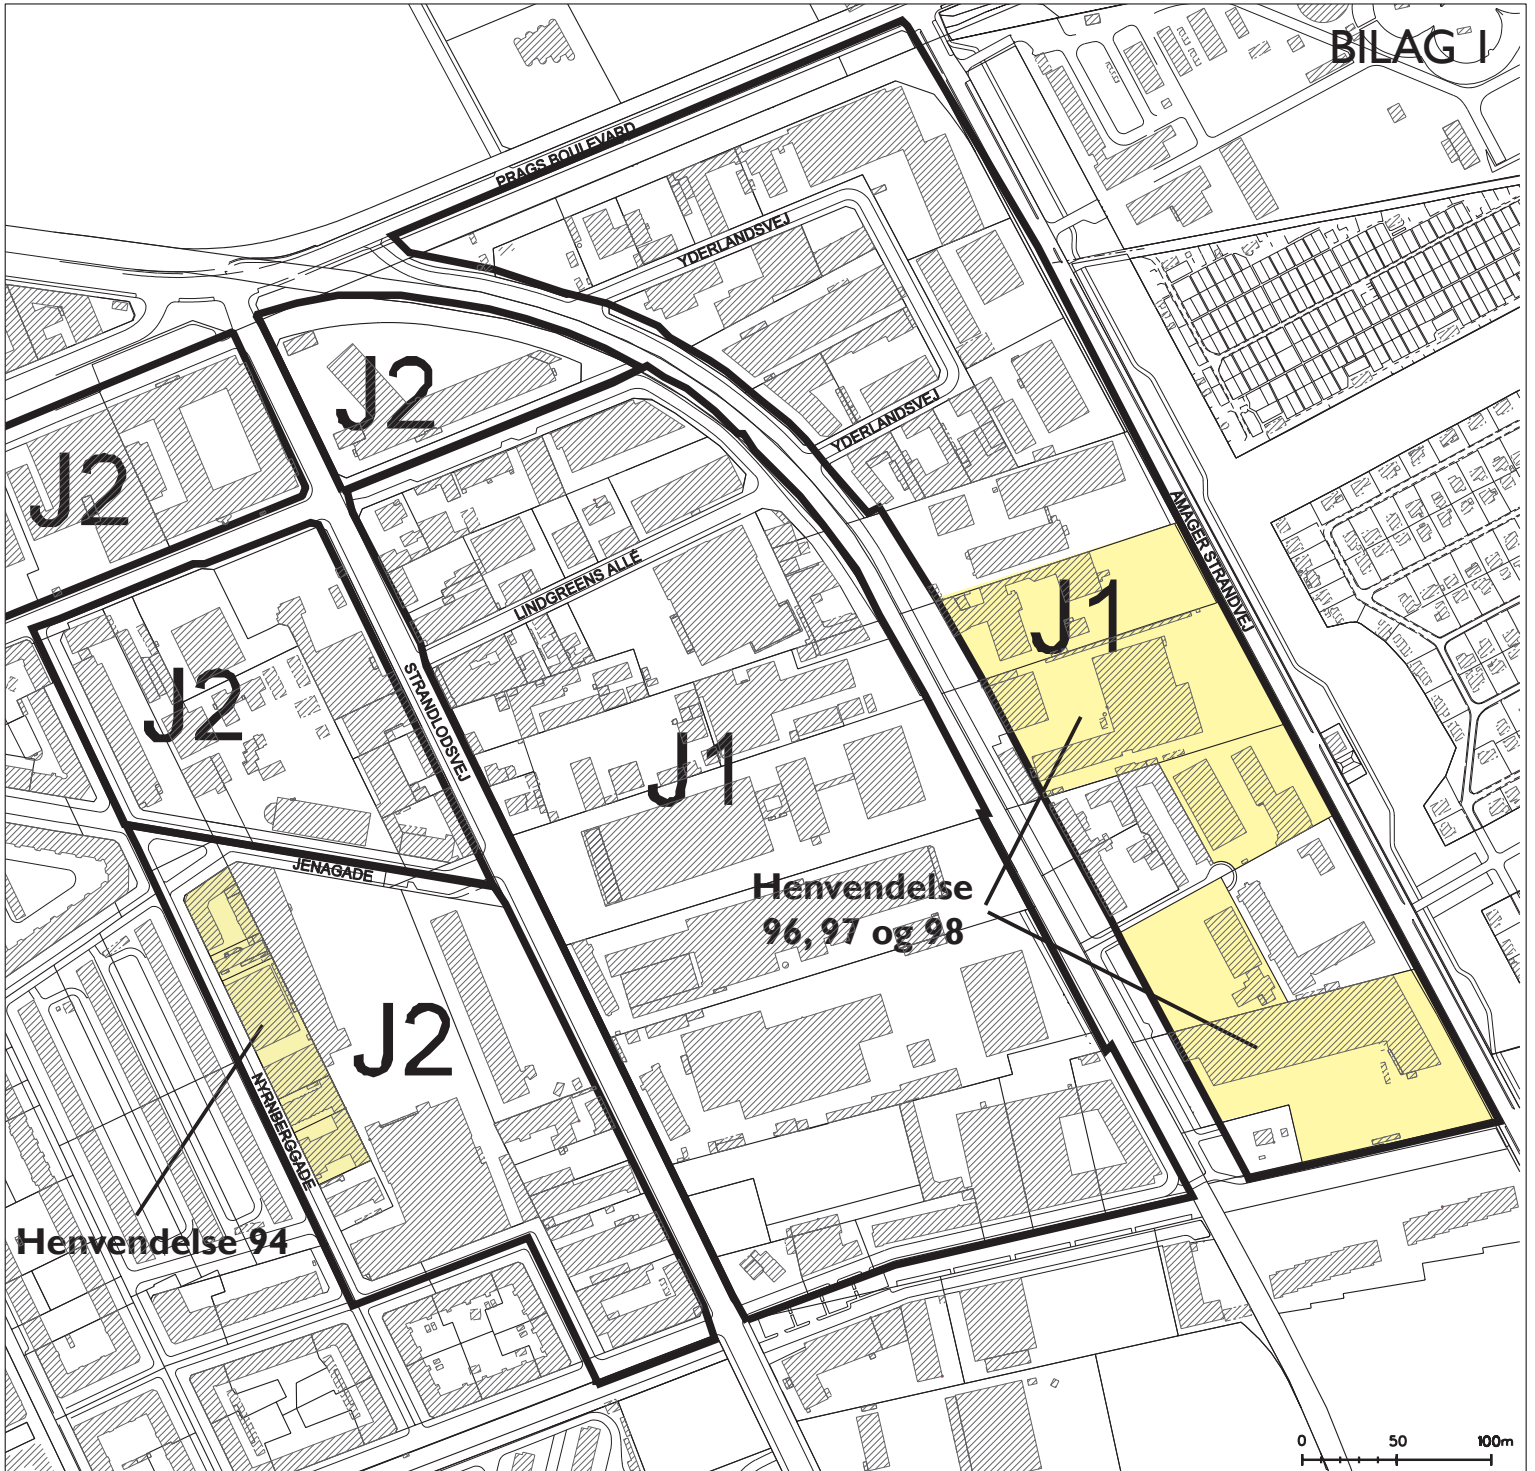 BILAG 1
PRAGS BOULEVARD
YDERLANDSVEJ
J2
YDERLANDSVEJ
J2
AMAGER STRANDVEJ
LINDGREENS ALLÉ
J1
STRANDLODSVEJ
J2
J1
JENAGADE
Henvendelse
96, 97 og 98
J2
NYRNBERGGADE
Henvendelse 94
0 50 100m